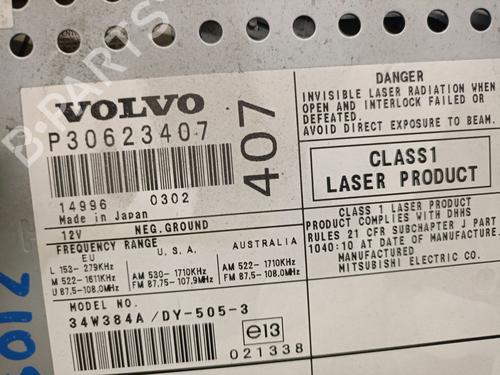 VOLVO
P30623407
407
14996 0302
Made in Japan
12V NEG.GROUND
FREQUENCY RANGE
EU
L 153-279KHz
M 522-1611KHz
U 87.5-108.0MHz
U.S.A.
AM 530-1710KHz
FM 87.75-107.9MHz
AUSTRALIA
AM 522-1710KHz
FM 87.5-108.0MHz
MODEL NO.
34W384A/DY-505-3
e13
021338
DANGER
INVISIBLE LASER RADIATION WHEN
OPEN AND INTERLOCK FAILED OR
DEFEATED.
AVOID DIRECT EXPOSURE TO BEAM.
CLASS1
LASER PRODUCT
CLASS 1 LASER PRODUCT
PRODUCT COMPLIES WITH DHHS
RULES 21 CFR SUBCHAPTER J PART
1040:10 AT DATE OF MANUFACTURE.
MANUFACTURED
MITSUBISHI ELECTRIC CO.
B-PARTS